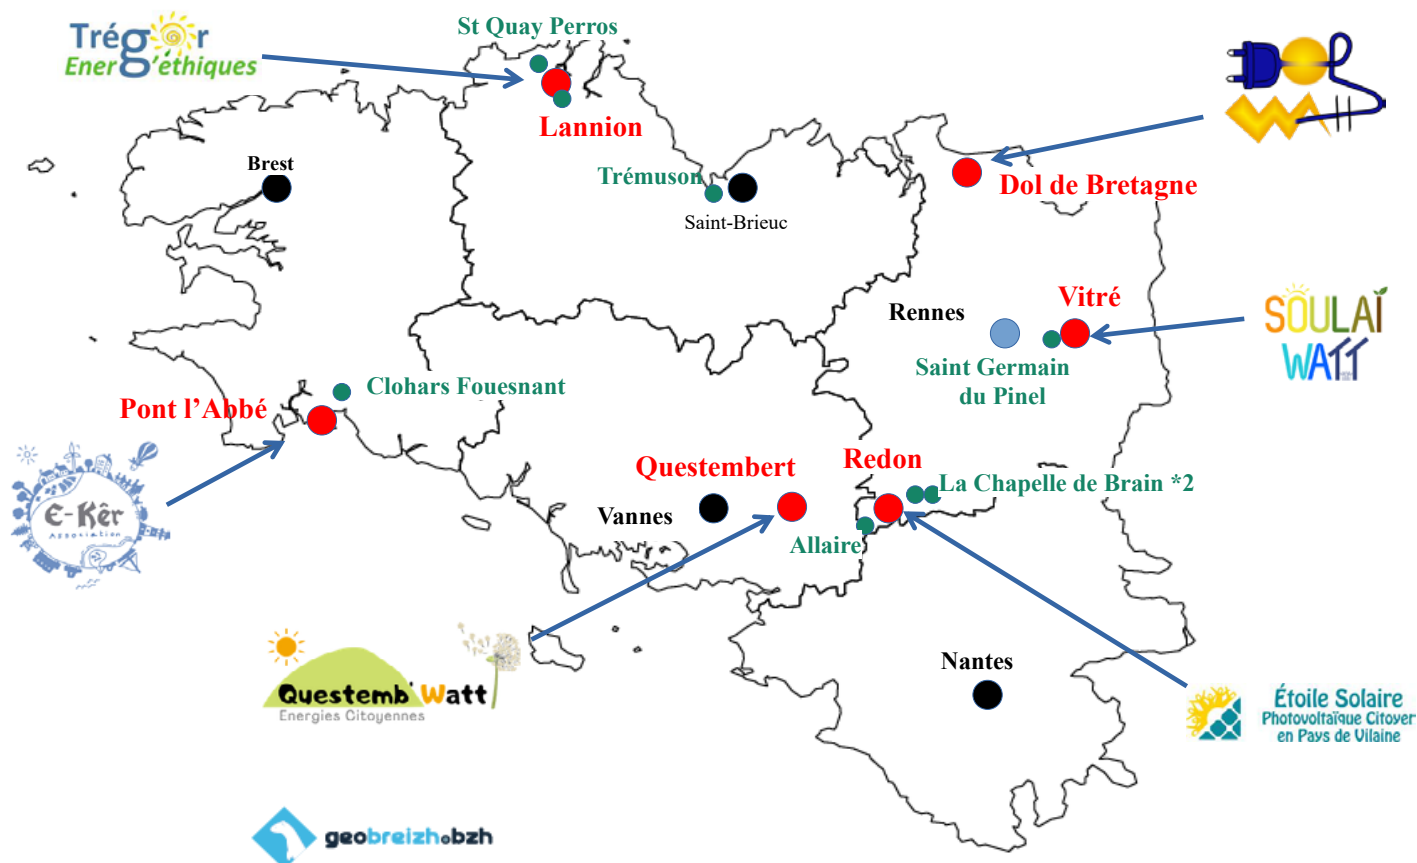 Trégor
Ener'éthiques
St Quay Perros
Lannion
Brest
Trémuson
Saint-Brieuc
Dol de Bretagne
Rennes
Vitré
SOULAÏ
WATT
Saint Germain
du Pinel
Clohars Fouesnant
Pont l’Abbé
E-Kêr
Association
Questembert
Redon
La Chapelle de Brain *2
Vannes
Allaire
Questemb'Watt
Energies Citoyennes
Nantes
Étoile Solaire
Photovoltaïque Citoyen
en Pays de Vilaine
geobreizh.bzh